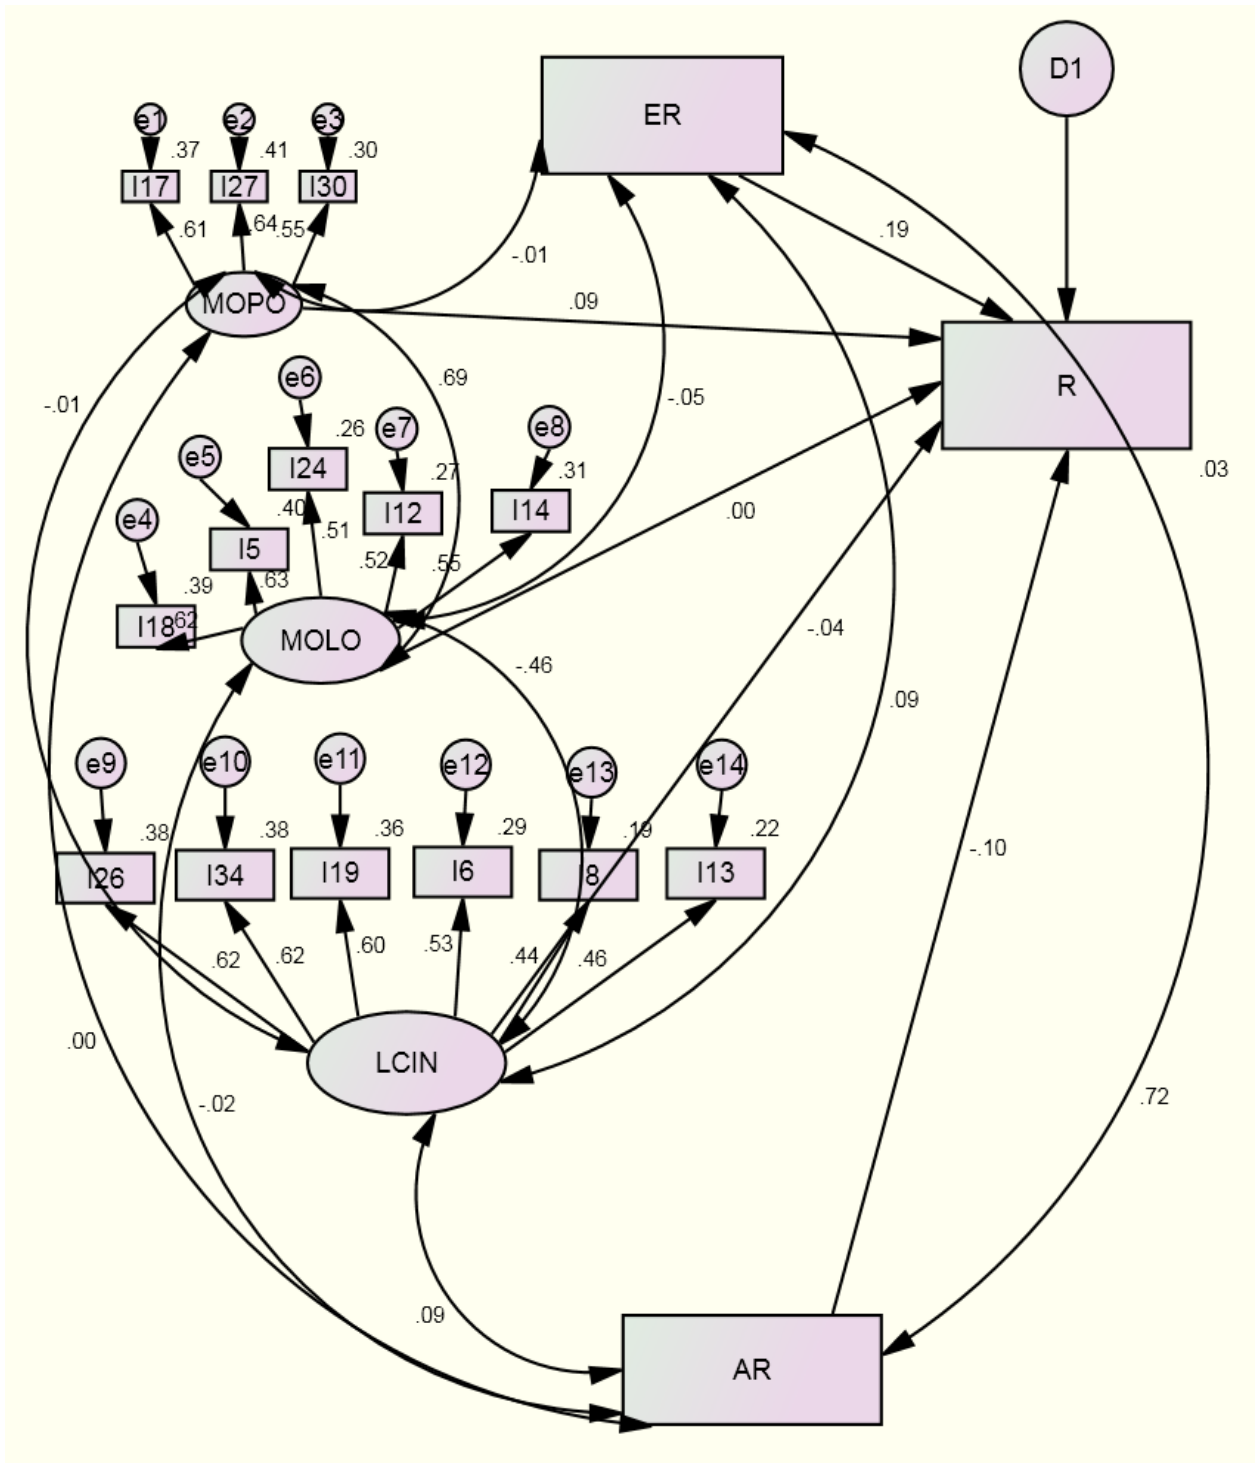 D1
ER
e1 e2 e3
.37 .41 .30
I17 I27 I30
.61 .64 .55
-.01
.19
MOPO
.09
R
.69
-.01
-.05
e6
.26 e7 e8
e5 I24 .27 .31
.03
e4 .40 .51 I12 I14
.00
I5
.39 .63 .52 .55
I18 .62
MOLO
-.04
-.46
.09
e9 e10 e11 e12 e13 e14
.38 .38 .36 .29 .19 .22
I26 I34 I19 I6 I8 I13
-.10
.62 .62 .60 .53 .44 .46
.00
LCIN
-.02
.72
.09
AR